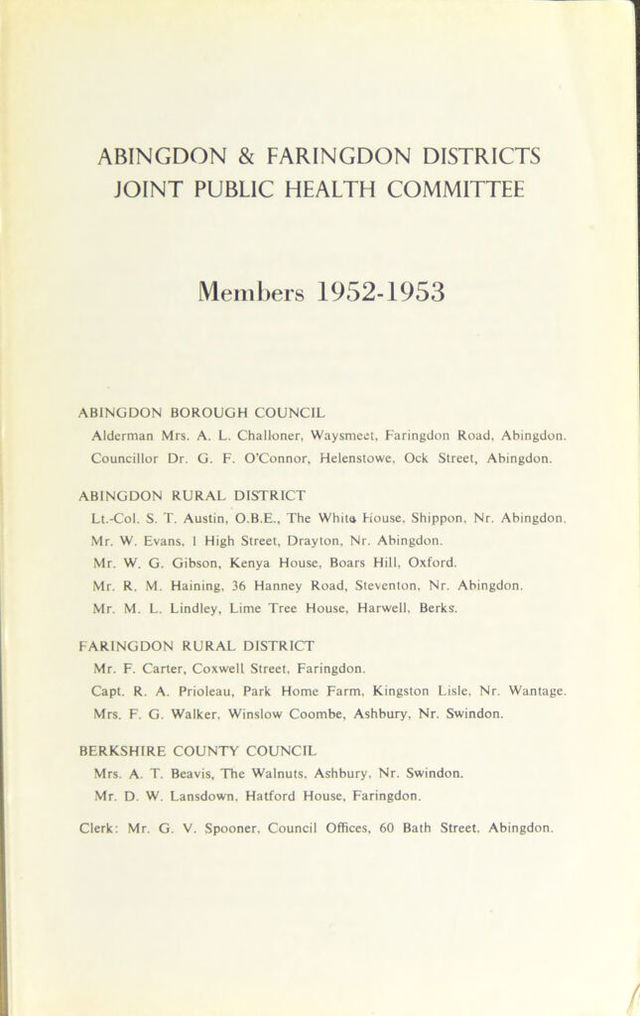 ABINGDON & FARINGDON DISTRICTS
JOINT PUBLIC HEALTH COMMITTEE
Members 1952-1953
ABINGDON BOROUGH COUNCIL
Alderman Mrs. A. L. Challoner, Waysmeet, Faringdon Road, Abingdon.
Councillor Dr. G. F. O'Connor, Helenstowe, Ock Street, Abingdon.
ABINGDON RURAL DISTRICT
Lt.-Col. S. T. Austin, O.B.E., The White House, Shippon, Nr. Abingdon.
Mr. W. Evans, 1 High Street, Drayton, Nr. Abingdon.
Mr. W. G. Gibson, Kenya House, Boars Hill, Oxford.
Mr. R. M. Haining, 36 Hanney Road, Steventon, Nr. Abingdon.
Mr. M. L. Lindley, Lime Tree House, Harwell, Berks.
FARINGDON RURAL DISTRICT
Mr. F. Carter, Coxwell Street, Faringdon.
Capt. R. A. Prioleau, Park Home Farm, Kingston Lisle, Nr. Wantage.
Mrs. F. G. Walker, Winslow Coombe, Ashbury, Nr. Swindon.
BERKSHIRE COUNTY COUNCIL
Mrs. A. T. Beavis, The Walnuts, Ashbury, Nr. Swindon.
Mr. D. W. Lansdown, Hatford House, Faringdon.
Clerk: Mr. G. V. Spooner, Council Offices, 60 Bath Street, Abingdon.